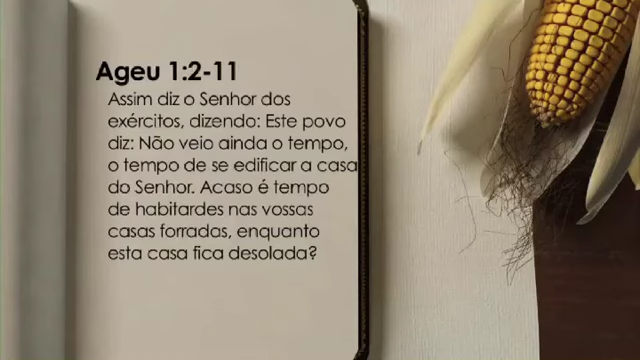 Ageu 1:2-11
Assim diz o Senhor dos
exércitos, dizendo: Este povo
diz: Não veio ainda o tempo,
o tempo de se edificar a casa
do Senhor. Acaso é tempo
de habitardes nas vossas
casas forradas, enquanto
esta casa fica desolada?